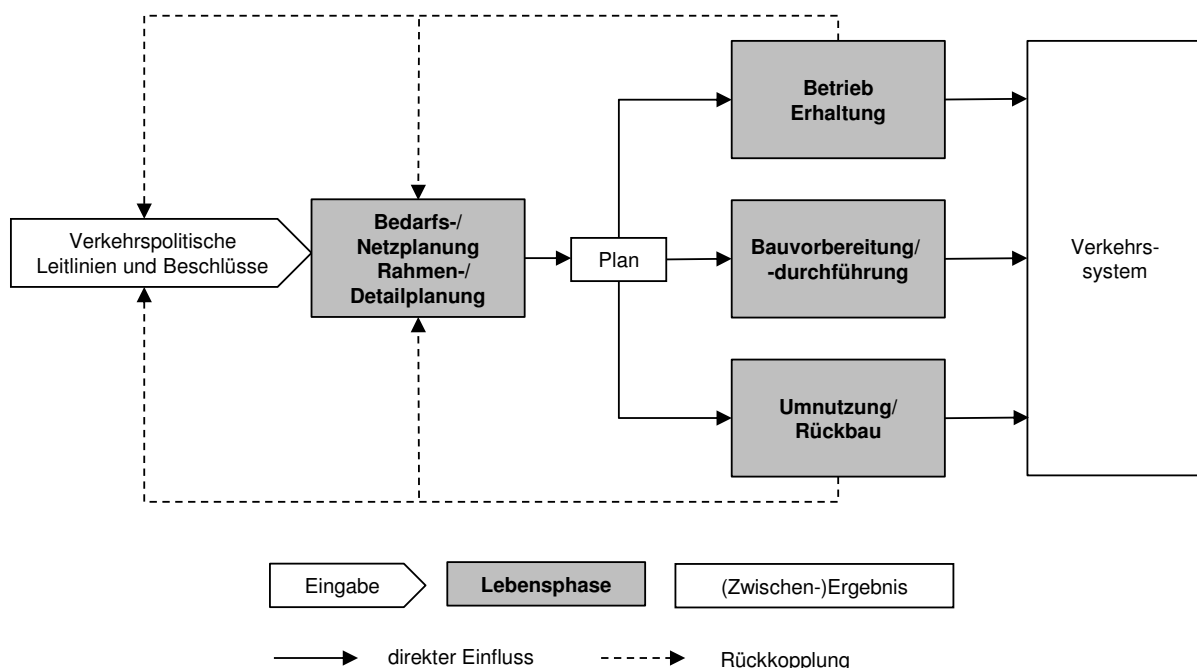 Betrieb
Erhaltung
Verkehrspolitische
Leitlinien und Beschlüsse
Bedarfs-/
Netzplanung
Rahmen-/
Detailplanung
Plan
Bauvorbereitung/
-durchführung
Verkehrs-
system
Umnutzung/
Rückbau
Eingabe
Lebensphase
(Zwischen-)Ergebnis
direkter Einfluss
Rückkopplung